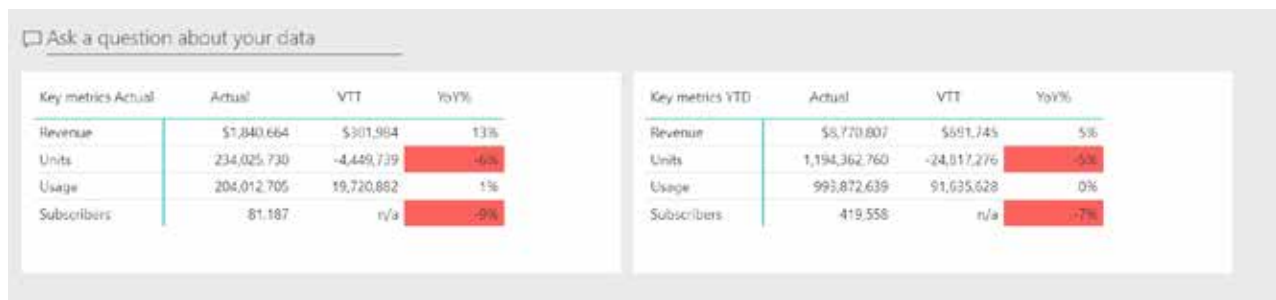 Ask a question about your data
Key metrics Actual Actual VTT YoY%
Revenue $1,840,664 $301,984 13%
Units 234,025,730 -4,449,739 -6%
Usage 204,012,705 19,720,882 1%
Subscribers 81,187 n/a -9%
Key metrics YTD Actual VTT YoY%
Revenue $8,770,807 $691,745 5%
Units 1,194,362,760 -24,817,276 -5%
Usage 993,872,639 91,635,628 0%
Subscribers 419,558 n/a -7%